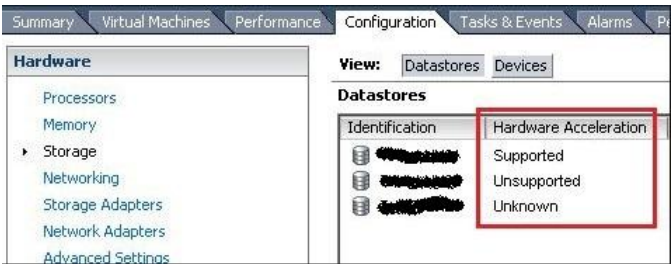 Summary Virtual Machines Performance Configuration Tasks & Events Alarms
Hardware
Processors
Memory
Storage
Networking
Storage Adapters
Network Adapters
Advanced Settings
View: Datastores Devices
Datastores
Identification Hardware Acceleration
Supported
Unsupported
Unknown